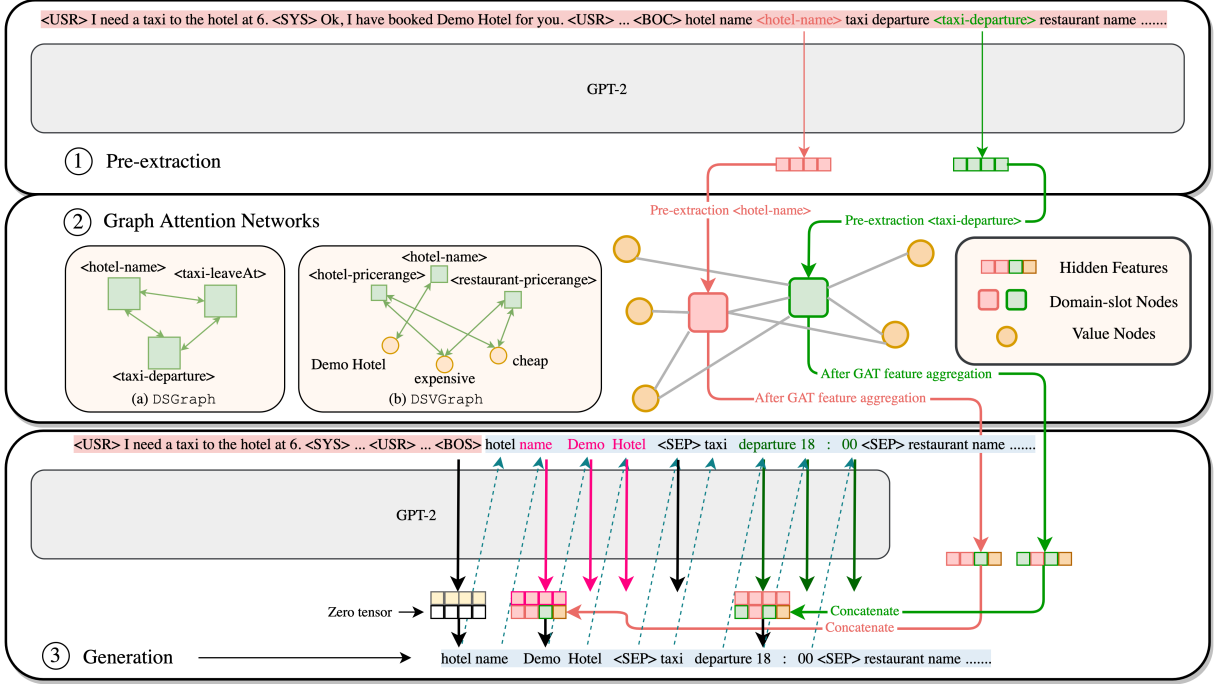 <USR> I need a taxi to the hotel at 6. <SYS> Ok, I have booked Demo Hotel for you. <USR> ... <BOC> hotel name <hotel-name> taxi departure <taxi-departure> restaurant name .......
GPT-2
1 Pre-extraction
2 Graph Attention Networks
Pre-extraction <hotel-name>
Pre-extraction <taxi-departure>
<hotel-name>
<taxi-leaveAt>
<taxi-departure>
(a) DSGraph
<hotel-name>
<hotel-pricerange>
<restaurant-pricerange>
Demo Hotel
expensive
cheap
(b) DSVGraph
Hidden Features
Domain-slot Nodes
Value Nodes
After GAT feature aggregation
After GAT feature aggregation
<USR> I need a taxi to the hotel at 6. <SYS> ... <USR> ... <BOS> hotel name Demo Hotel <SEP> taxi departure 18 : 00 <SEP> restaurant name .......
GPT-2
Zero tensor
Concatenate
Concatenate
3 Generation
hotel name Demo Hotel <SEP> taxi departure 18 : 00 <SEP> restaurant name .......